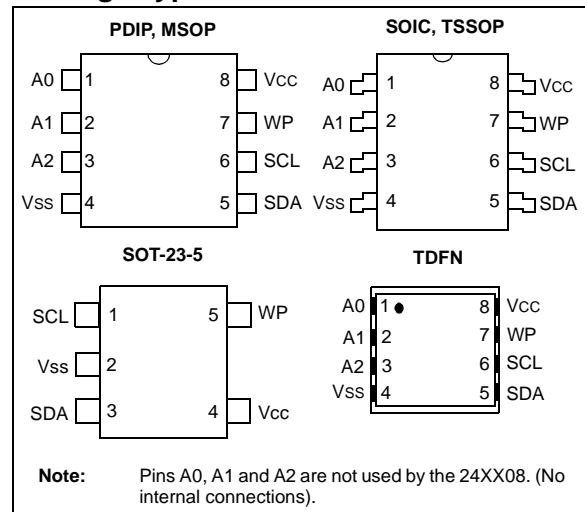 PDIP, MSOP
A0 1 8 VCC
A1 2 7 WP
A2 3 6 SCL
VSS 4 5 SDA
SOIC, TSSOP
A0 1 8 VCC
A1 2 7 WP
A2 3 6 SCL
VSS 4 5 SDA
SOT-23-5
SCL 1 5 WP
Vss 2
SDA 3 4 Vcc
TDFN
A0 1 8 VCC
A1 2 7 WP
A2 3 6 SCL
VSS 4 5 SDA
Note: Pins A0, A1 and A2 are not used by the 24XX08. (No
internal connections).